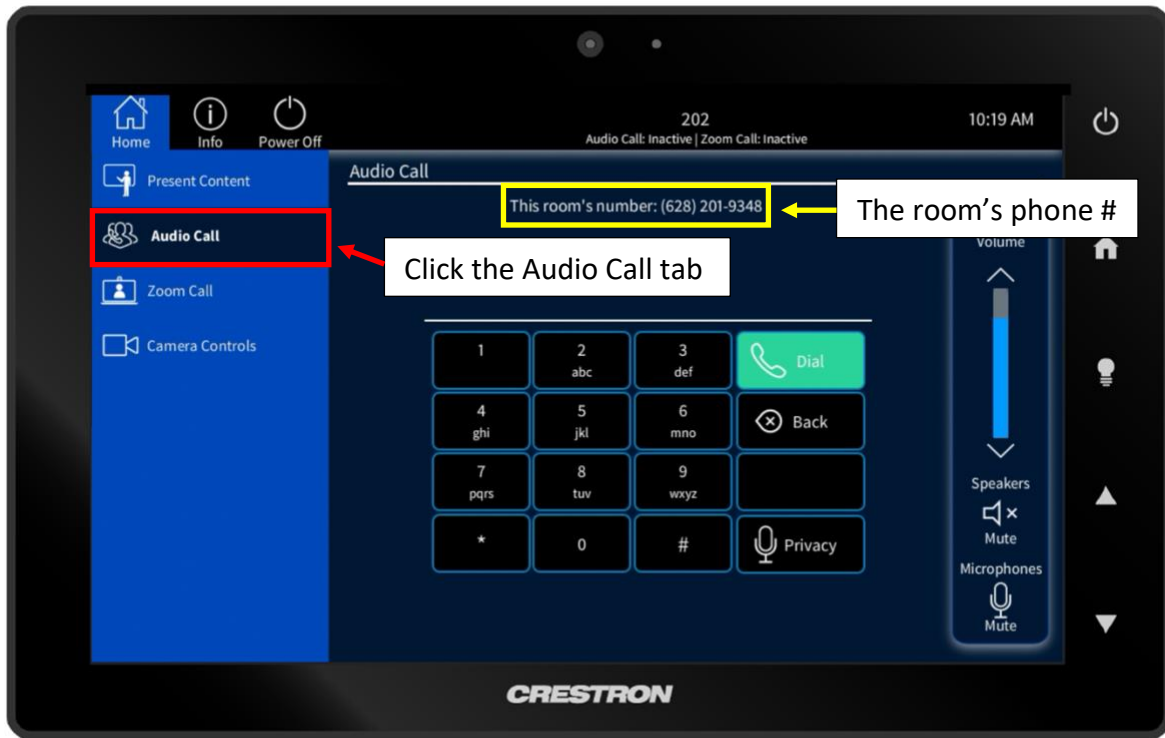 Home
Info
Power Off
202
Audio Call: Inactive | Zoom Call: Inactive
10:19 AM
Present Content
Audio Call
Zoom Call
Camera Controls
Audio Call
This room's number: (628) 201-9348
The room’s phone #
Click the Audio Call tab
Volume
1
2
abc
3
def
Dial
4
ghi
5
jkl
6
mno
Back
7
pqrs
8
tuv
9
wxyz
*
0
#
Privacy
Speakers
Mute
Microphones
Mute
CRESTRON